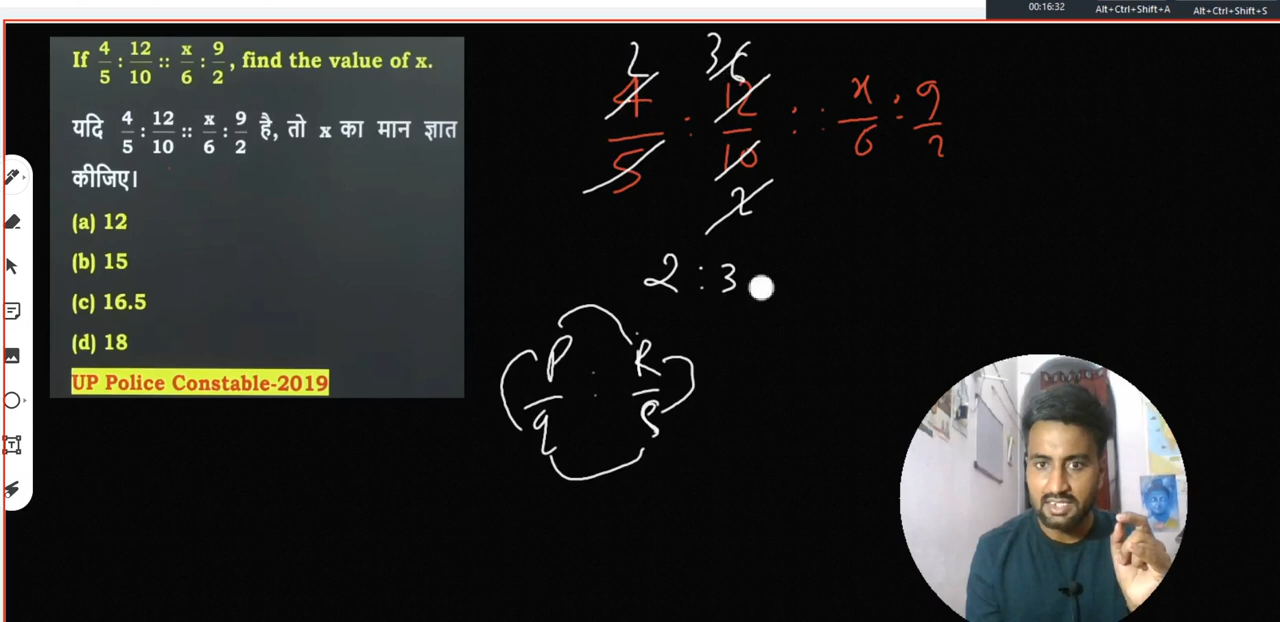 00:16:32 Alt+Ctrl+Shift+A Alt+Ctrl+Shift+S
If 4/5 : 12/10 :: x/6 : 9/2, find the value of x.
यदि 4/5 : 12/10 :: x/6 : 9/2 है, तो x का मान ज्ञात
कीजिए।
(a) 12
(b) 15
(c) 16.5
(d) 18
UP Police Constable-2019
2 3 6
4/5 : 12/10 :: x/6 : 9/2
2
2 : 3
P/q : R/S